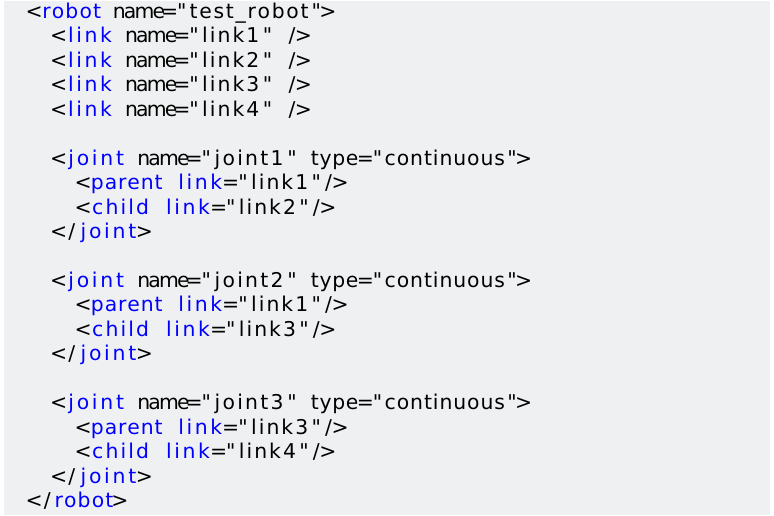 <robot name="test_robot">
<link name="link1" />
<link name="link2" />
<link name="link3" />
<link name="link4" />
<joint name="joint1" type="continuous">
<parent link="link1"/>
<child link="link2"/>
</joint>
<joint name="joint2" type="continuous">
<parent link="link1"/>
<child link="link3"/>
</joint>
<joint name="joint3" type="continuous">
<parent link="link3"/>
<child link="link4"/>
</joint>
</robot>